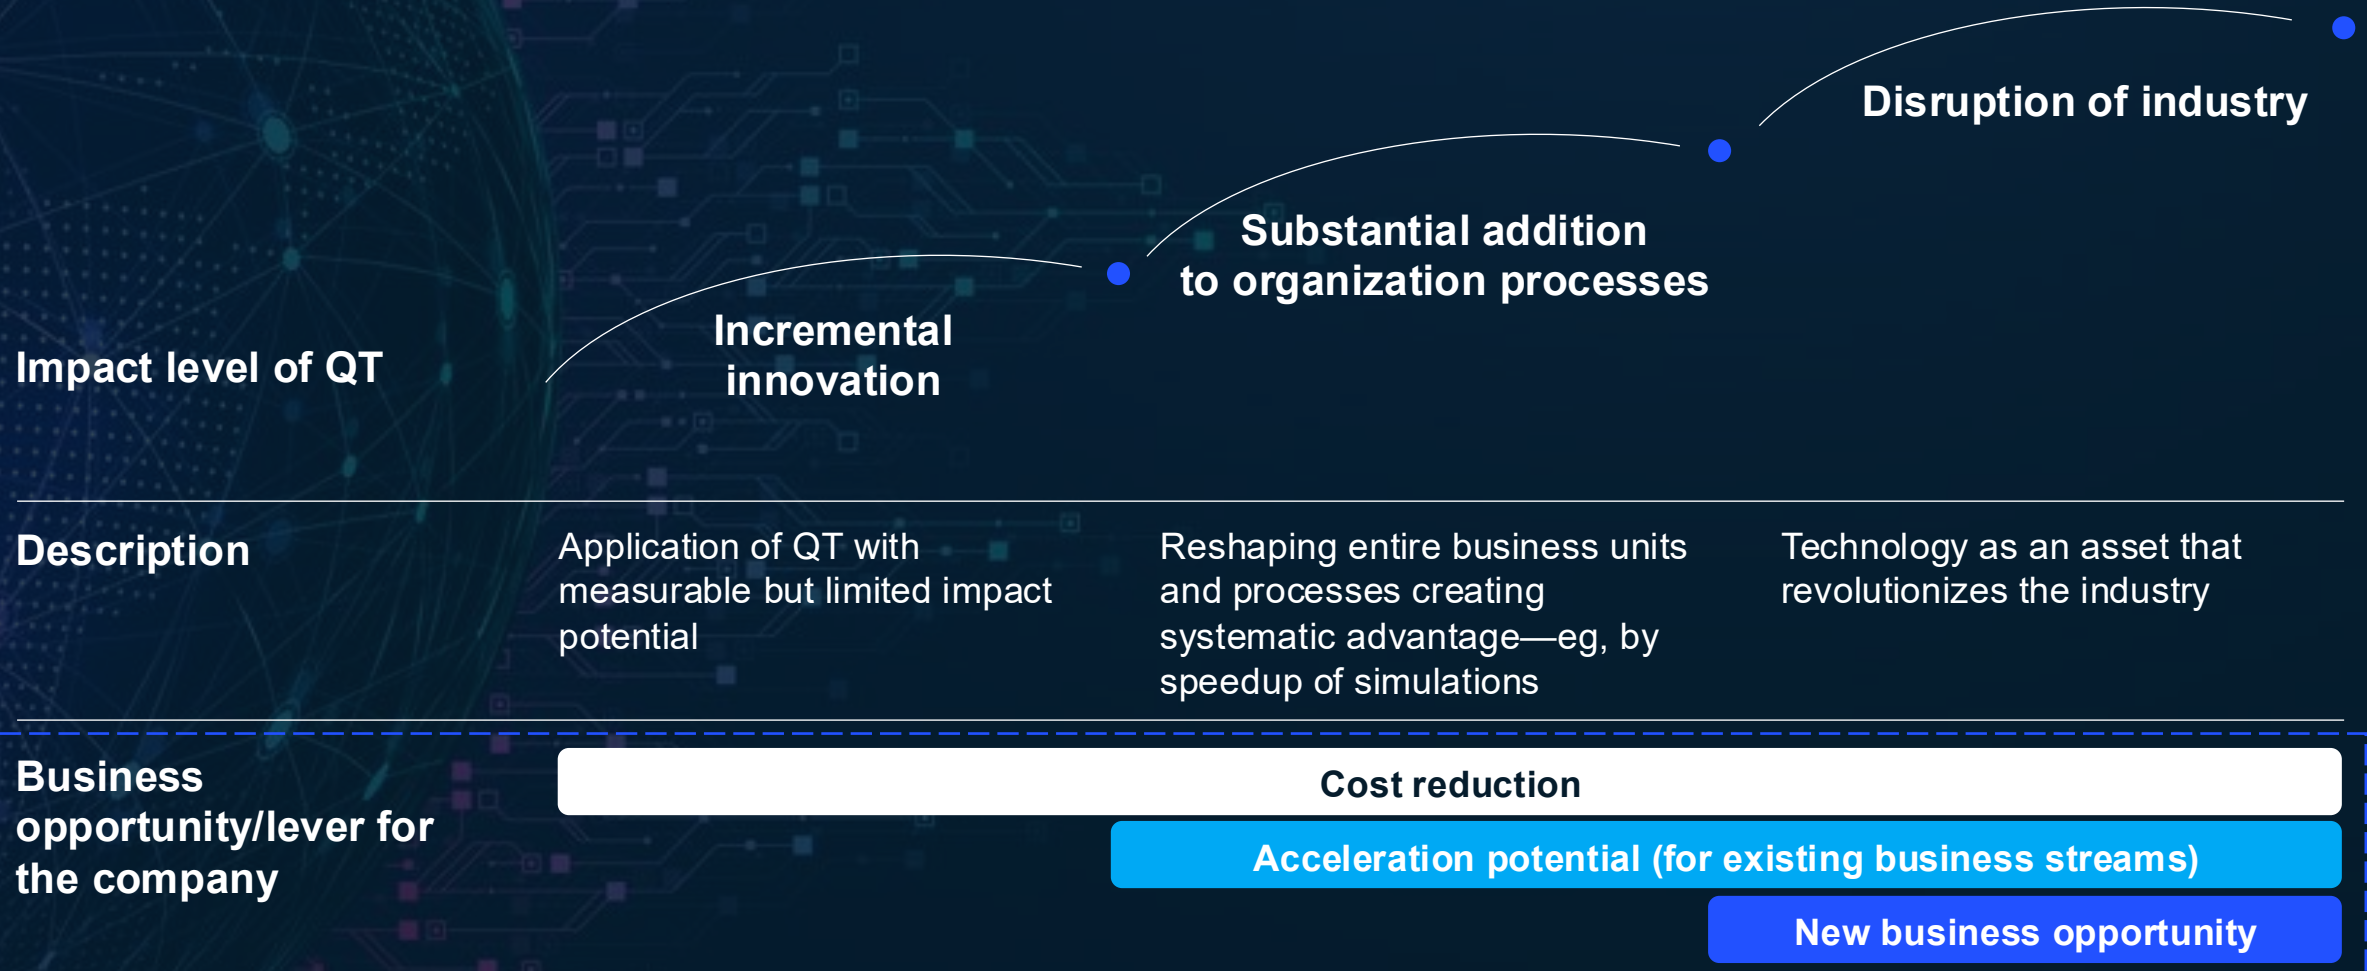 Disruption of industry
Substantial addition
to organization processes
Incremental
innovation
Impact level of QT
Description
Application of QT with
measurable but limited impact
potential
Reshaping entire business units
and processes creating
systematic advantage—eg, by
speedup of simulations
Technology as an asset that
revolutionizes the industry
Business
opportunity/lever for
the company
Cost reduction
Acceleration potential (for existing business streams)
New business opportunity